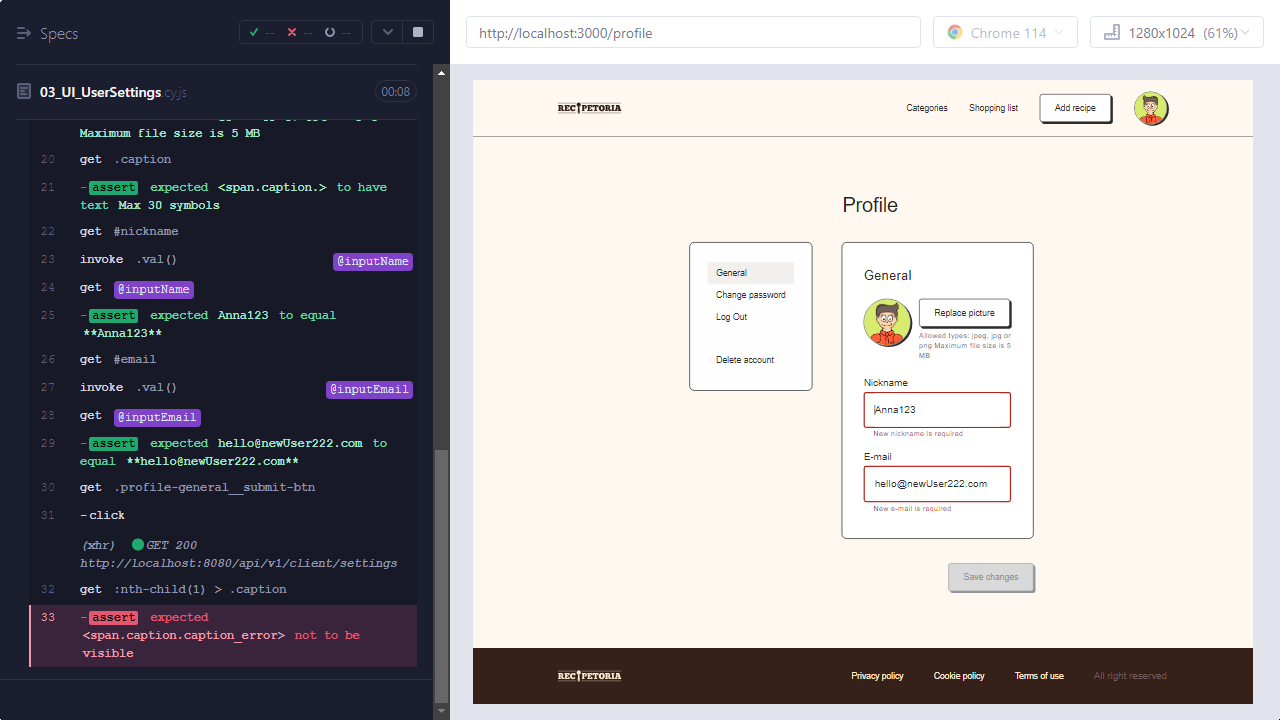 Specs
--
--
--
http://localhost:3000/profile
Chrome 114
1280x1024 (61%)
03_UI_UserSettings.cy.js
00:08
Maximum file size is 5 MB
20 get .caption
21 -assert expected <span.caption.> to have
text Max 30 symbols
22 get #nickname
23 invoke .val() @inputName
24 get @inputName
25 -assert expected Anna123 to equal
**Anna123**
26 get #email
27 invoke .val() @inputEmail
28 get @inputEmail
29 -assert expected hello@newUser222.com to
equal **hello@newUser222.com**
30 get .profile-general__submit-btn
31 -click
(xhr) GET 200
http://localhost:8080/api/v1/client/settings
32 get :nth-child(1) > .caption
33 -assert expected
<span.caption.caption_error> not to be
visible
RECIPETORIA
Categories
Shopping list
Add recipe
Profile
General
Change password
Log Out
Delete account
General
Replace picture
Allowed types: jpeg, jpg or
png Maximum file size is 5
MB
Nickname
Anna123
New nickname is required
E-mail
hello@newUser222.com
New e-mail is required
Save changes
RECIPETORIA
Privacy policy
Cookie policy
Terms of use
All right reserved